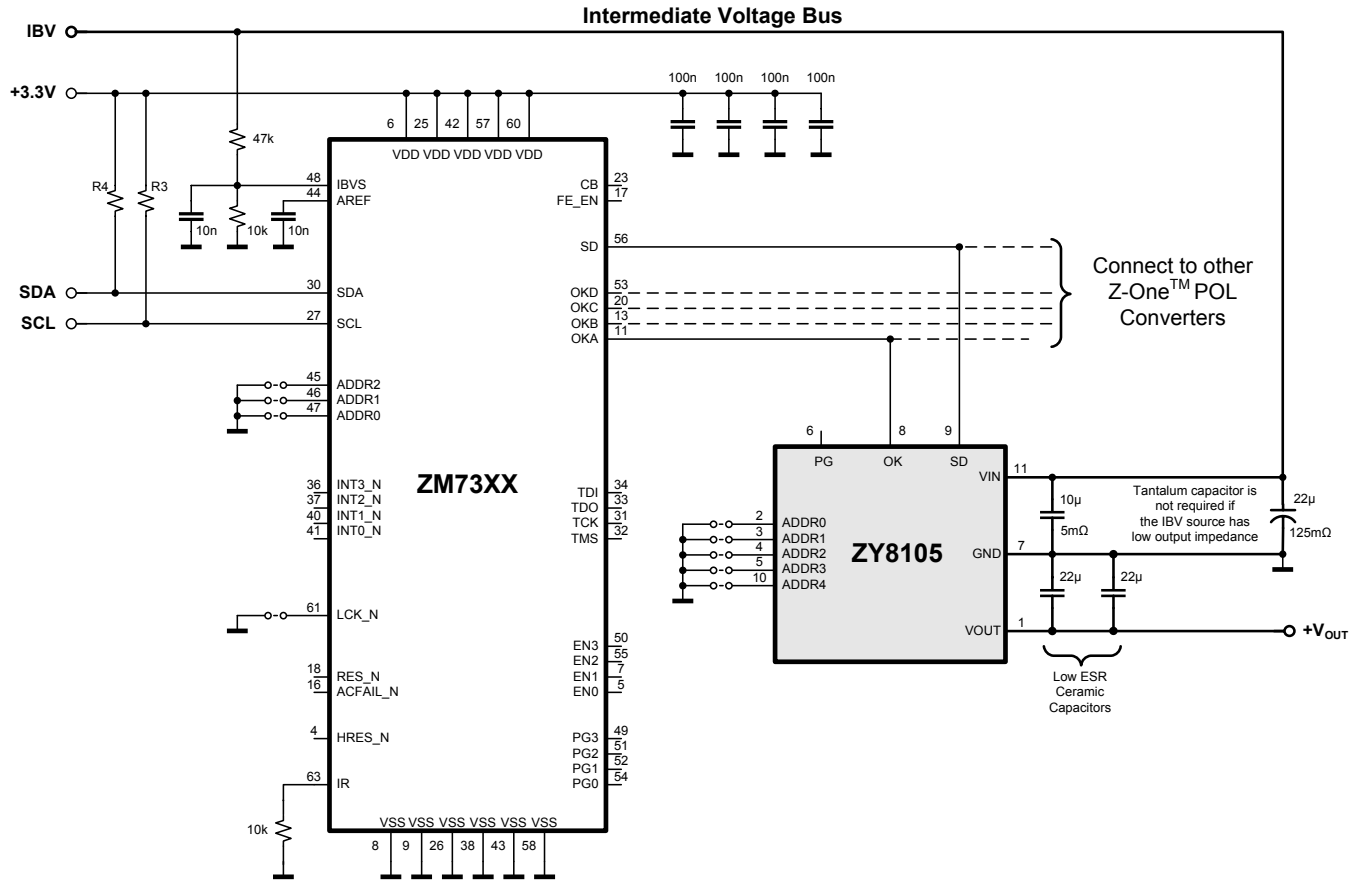 Intermediate Voltage Bus
IBV
+3.3V
100n 100n 100n 100n
6 25 42 57 60
VDD VDD VDD VDD VDD
47k
R4
R3
10n
10k
10n
48 IBVS
44 AREF
CB 23
FE_EN 17
SD 56
SDA
30 SDA
SCL
27 SCL
OKD 53
OKC 20
OKB 13
OKA 11
Connect to other
Z-One™ POL
Converters
45 ADDR2
46 ADDR1
47 ADDR0
ZM73XX
36 INT3_N
37 INT2_N
40 INT1_N
41 INT0_N
TDI 34
TDO 33
TCK 31
TMS 32
61 LCK_N
EN3 50
EN2 55
EN1 7
EN0 5
18 RES_N
16 ACFAIL_N
4 HRES_N
PG3 49
PG2 51
PG1 52
PG0 54
63 IR
10k
VSS VSS VSS VSS VSS VSS
8 9 26 38 43 58
6 8 9
PG OK SD
VIN 11
2 ADDR0
3 ADDR1
4 ADDR2
5 ADDR3
10 ADDR4
ZY8105
GND 7
VOUT 1
10µ
5mΩ
Tantalum capacitor is
not required if
the IBV source has
low output impedance
22µ
125mΩ
22µ 22µ
+VOUT
Low ESR
Ceramic
Capacitors